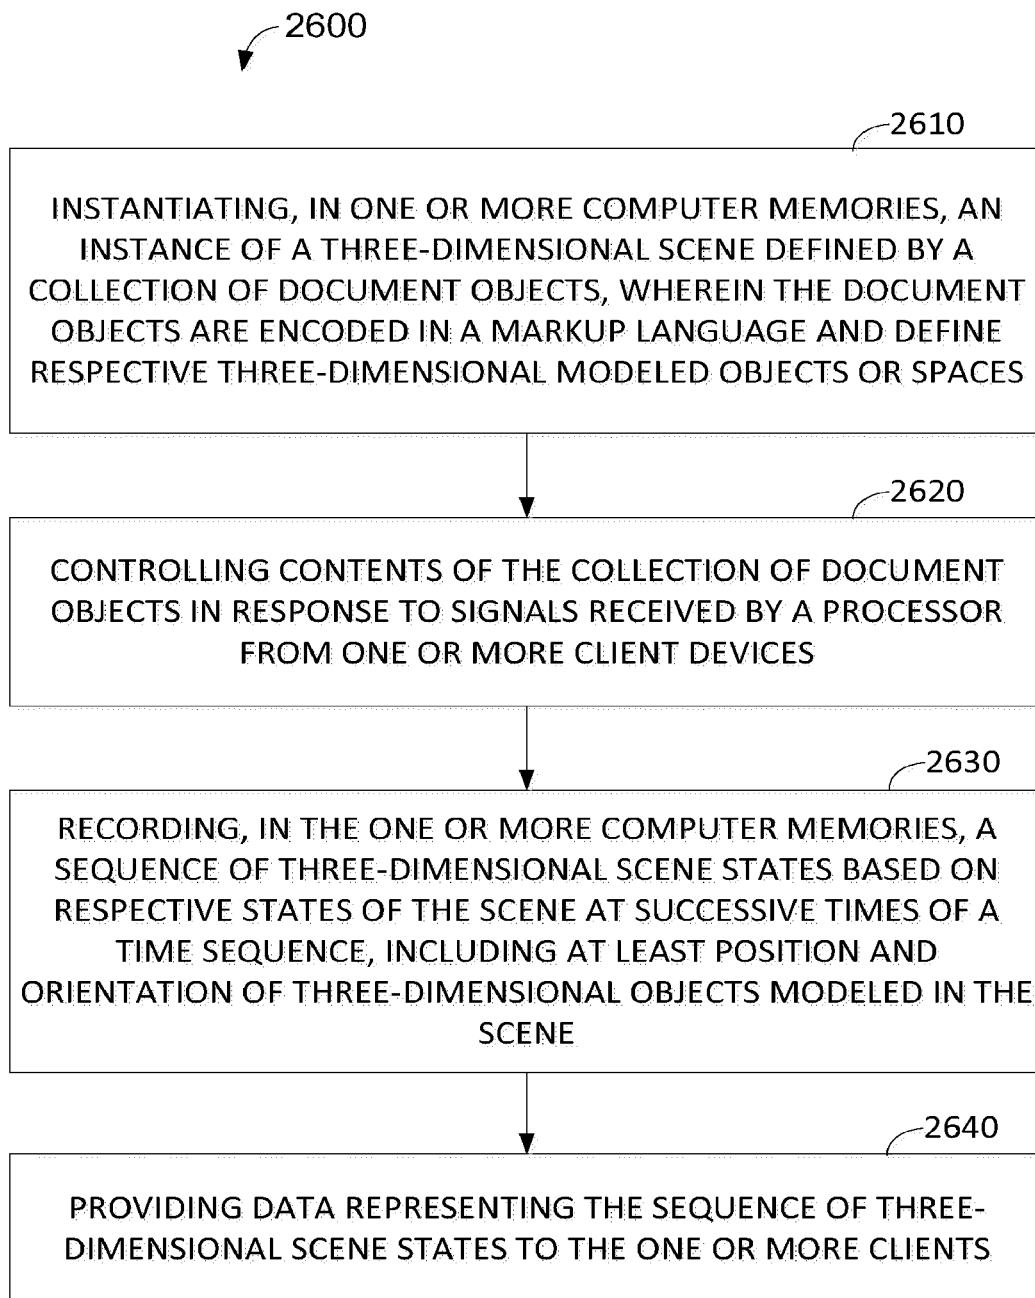 2600
2610
INSTANTIATING, IN ONE OR MORE COMPUTER MEMORIES, AN
INSTANCE OF A THREE-DIMENSIONAL SCENE DEFINED BY A
COLLECTION OF DOCUMENT OBJECTS, WHEREIN THE DOCUMENT
OBJECTS ARE ENCODED IN A MARKUP LANGUAGE AND DEFINE
RESPECTIVE THREE-DIMENSIONAL MODELED OBJECTS OR SPACES
2620
CONTROLLING CONTENTS OF THE COLLECTION OF DOCUMENT
OBJECTS IN RESPONSE TO SIGNALS RECEIVED BY A PROCESSOR
FROM ONE OR MORE CLIENT DEVICES
2630
RECORDING, IN THE ONE OR MORE COMPUTER MEMORIES, A
SEQUENCE OF THREE-DIMENSIONAL SCENE STATES BASED ON
RESPECTIVE STATES OF THE SCENE AT SUCCESSIVE TIMES OF A
TIME SEQUENCE, INCLUDING AT LEAST POSITION AND
ORIENTATION OF THREE-DIMENSIONAL OBJECTS MODELED IN THE
SCENE
2640
PROVIDING DATA REPRESENTING THE SEQUENCE OF THREE-
DIMENSIONAL SCENE STATES TO THE ONE OR MORE CLIENTS